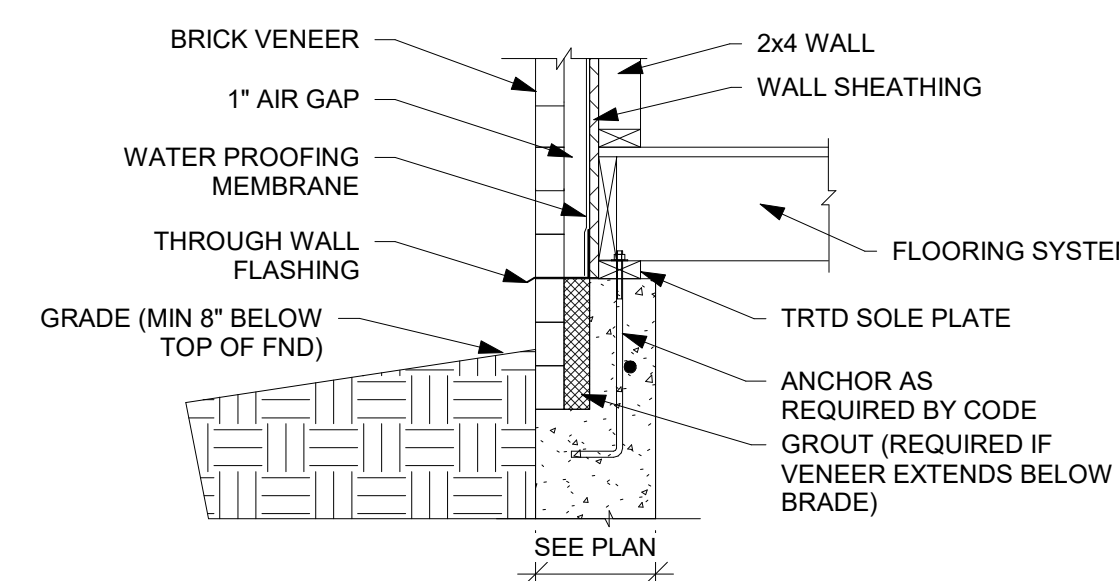 BRICK VENEER
1" AIR GAP
WATER PROOFING
MEMBRANE
THROUGH WALL
FLASHING
GRADE (MIN 8" BELOW
TOP OF FND)
2x4 WALL
WALL SHEATHING
FLOORING SYSTEM
TRTD SOLE PLATE
ANCHOR AS
REQUIRED BY CODE
GROUT (REQUIRED IF
VENEER EXTENDS BELOW
BRADE)
SEE PLAN